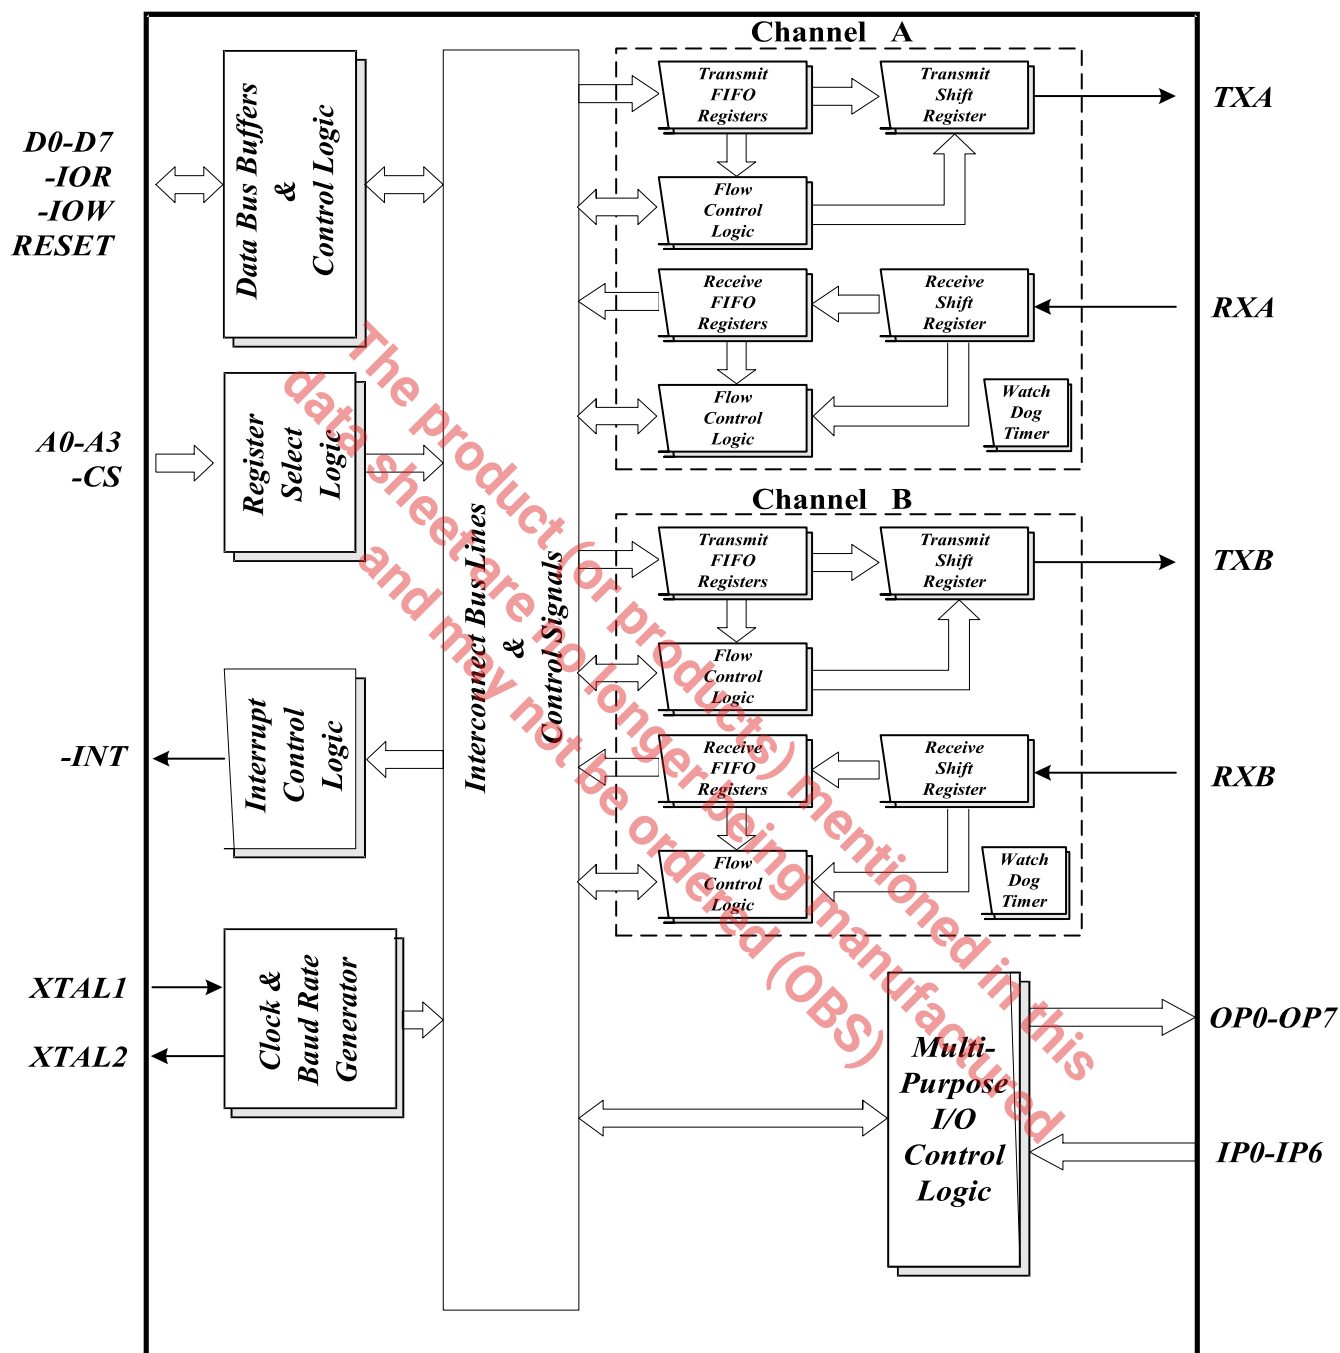 Channel A
Transmit
FIFO
Registers
Transmit
Shift
Register
TXA
D0-D7
-IOR
-IOW
RESET
Data Bus Buffers
&
Control Logic
Flow
Control
Logic
Receive
FIFO
Registers
Receive
Shift
Register
RXA
Flow
Control
Logic
Watch
Dog
Timer
A0-A3
-CS
Register
Select
Logic
Interconnect Bus Lines
&
Control Signals
Channel B
Transmit
FIFO
Registers
Transmit
Shift
Register
TXB
Flow
Control
Logic
-INT
Interrupt
Control
Logic
Receive
FIFO
Registers
Receive
Shift
Register
RXB
Flow
Control
Logic
Watch
Dog
Timer
XTAL1
XTAL2
Clock &
Baud Rate
Generator
Multi-
Purpose
I/O
Control
Logic
OP0-OP7
IP0-IP6
The product (or products) mentioned in this
data sheet are no longer being manufactured
and may not be ordered (OBS)